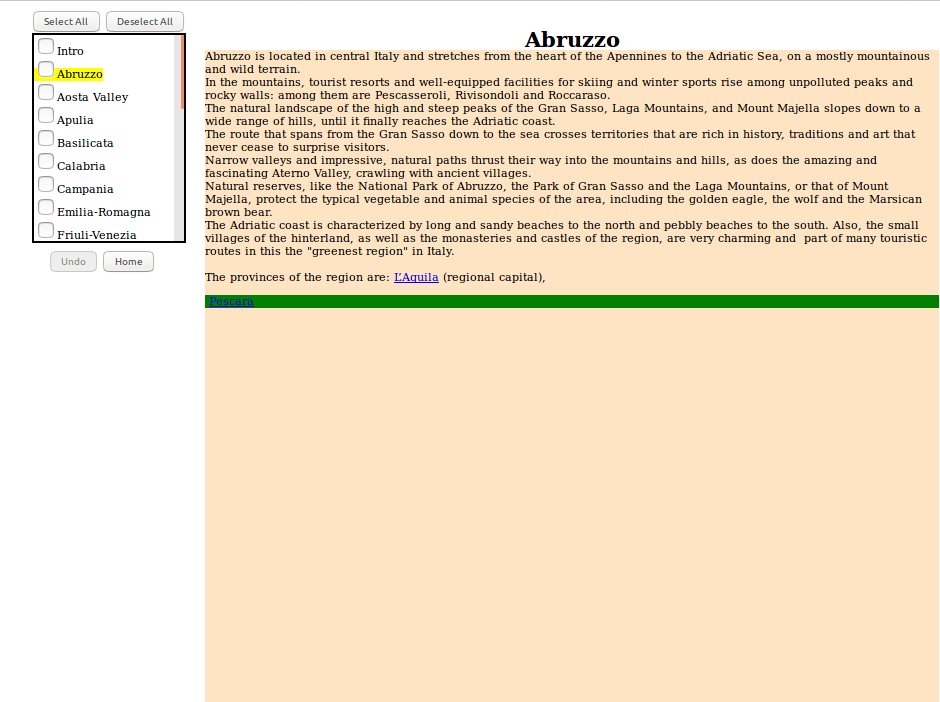 Select All Deselect All
Intro
Abruzzo
Aosta Valley
Apulia
Basilicata
Calabria
Campania
Emilia-Romagna
Friuli-Venezia
Undo Home
Abruzzo
Abruzzo is located in central Italy and stretches from the heart of the Apennines to the Adriatic Sea, on a mostly mountainous
and wild terrain.
In the mountains, tourist resorts and well-equipped facilities for skiing and winter sports rise among unpolluted peaks and
rocky walls: among them are Pescasseroli, Rivisondoli and Roccaraso.
The natural landscape of the high and steep peaks of the Gran Sasso, Laga Mountains, and Mount Majella slopes down to a
wide range of hills, until it finally reaches the Adriatic coast.
The route that spans from the Gran Sasso down to the sea crosses territories that are rich in history, traditions and art that
never cease to surprise visitors.
Narrow valleys and impressive, natural paths thrust their way into the mountains and hills, as does the amazing and
fascinating Aterno Valley, crawling with ancient villages.
Natural reserves, like the National Park of Abruzzo, the Park of Gran Sasso and the Laga Mountains, or that of Mount
Majella, protect the typical vegetable and animal species of the area, including the golden eagle, the wolf and the Marsican
brown bear.
The Adriatic coast is characterized by long and sandy beaches to the north and pebbly beaches to the south. Also, the small
villages of the hinterland, as well as the monasteries and castles of the region, are very charming and  part of many touristic
routes in this the "greenest region" in Italy.
The provinces of the region are: L'Aquila (regional capital),
Pescara